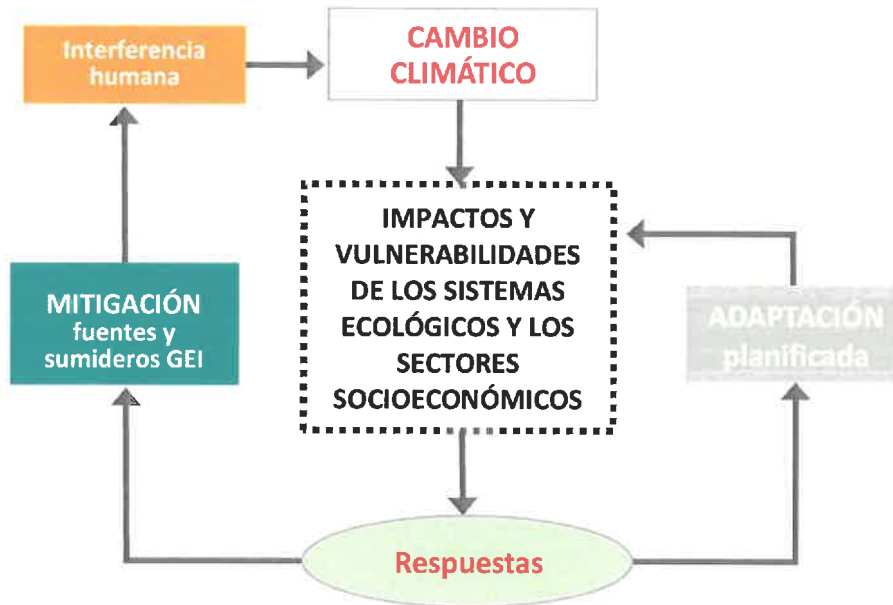 Interferencia
humana
CAMBIO
CLIMÁTICO
IMPACTOS Y
VULNERABILIDADES
DE LOS SISTEMAS
ECOLÓGICOS Y LOS
SECTORES
SOCIOECONÓMICOS
MITIGACIÓN
fuentes y
sumideros GEI
ADAPTACIÓN
planificada
Respuestas